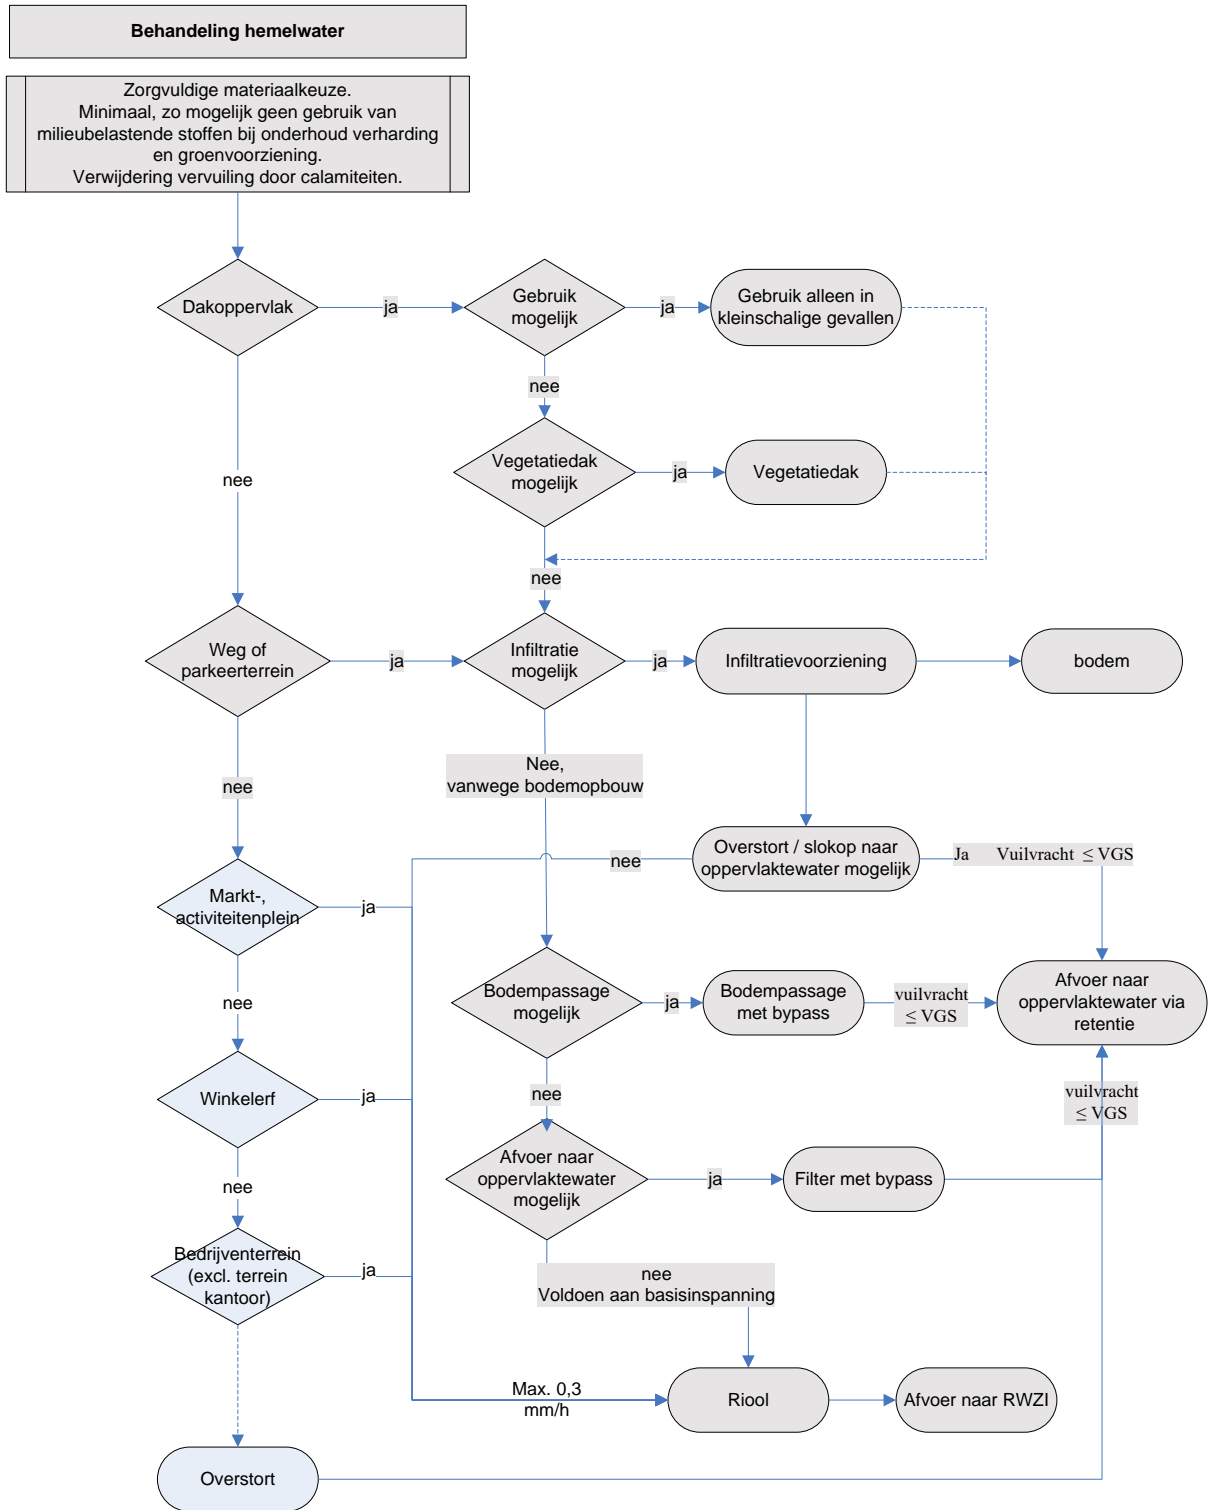 Behandeling hemelwater
Zorgvuldige materiaalkeuze.
Minimaal, zo mogelijk geen gebruik van
milieubelastende stoffen bij onderhoud verharding
en groenvoorziening.
Verwijdering vervuiling door calamiteiten.
Dakoppervlak
ja
Gebruik
mogelijk
ja
Gebruik alleen in
kleinschalige gevallen
nee
nee
Vegetatiedak
mogelijk
ja
Vegetatiedak
nee
Weg of
parkeerterrein
ja
Infiltratie
mogelijk
ja
Infiltratievoorziening
bodem
nee
Nee,
vanwege bodemopbouw
Overstort / slokop naar
oppervlaktewater mogelijk
nee
Ja Vuilvracht ≤ VGS
Markt-,
activiteitenplein
ja
nee
Bodempassage
mogelijk
ja
Bodempassage
met bypass
vuilvracht
≤ VGS
Afvoer naar
oppervlaktewater via
retentie
Winkelerf
ja
nee
vuilvracht
≤ VGS
nee
Afvoer naar
oppervlaktewater
mogelijk
ja
Filter met bypass
Bedrijventerrein
(excl. terrein
kantoor)
ja
nee
Voldoen aan basisinspanning
Max. 0,3
mm/h
Riool
Afvoer naar RWZI
Overstort